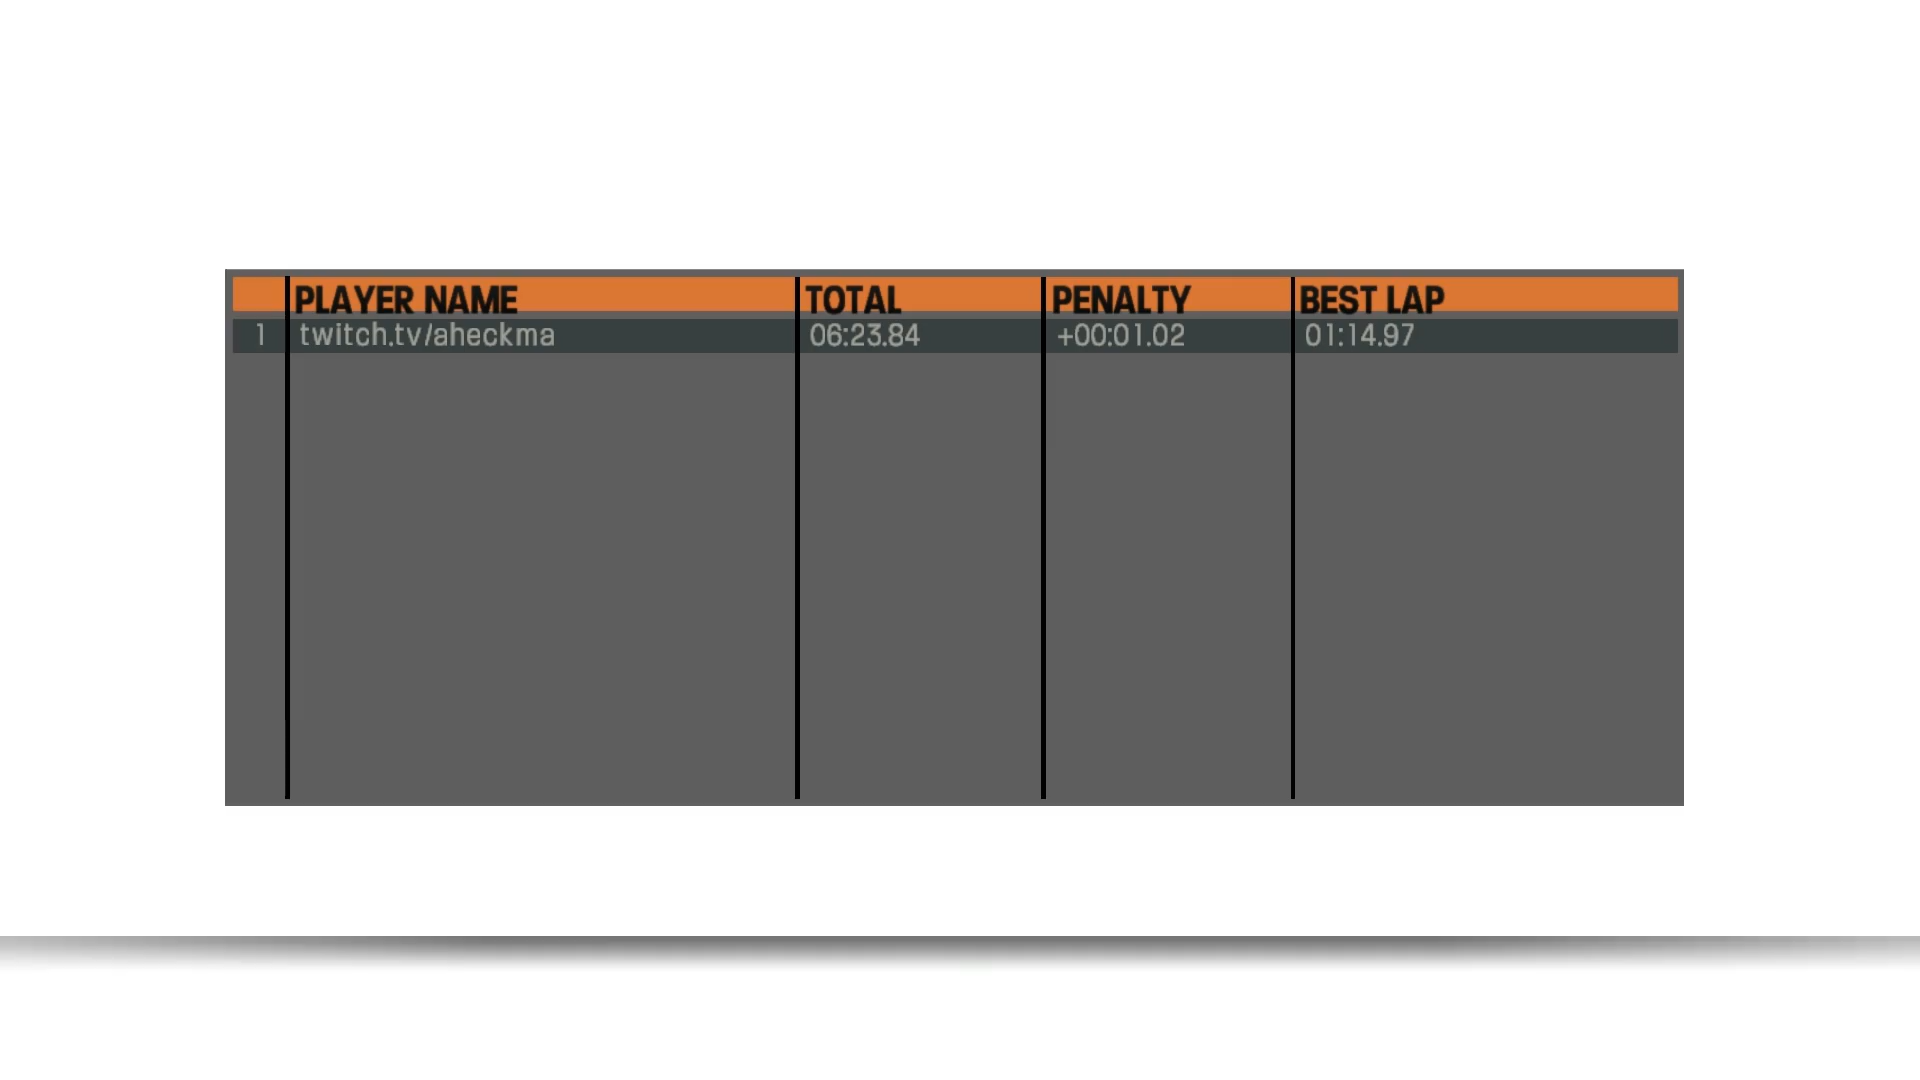 PLAYER NAME TOTAL PENALTY BEST LAP
1 twitch.tv/aheckma 06:23.84 +00:01.02 01:14.97